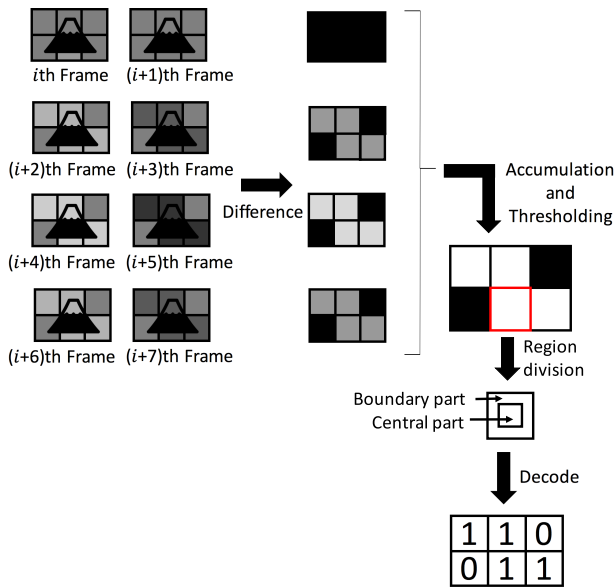 𝑖th Frame
(𝑖+1)th Frame
(𝑖+2)th Frame
(𝑖+3)th Frame
(𝑖+4)th Frame
(𝑖+5)th Frame
(𝑖+6)th Frame
(𝑖+7)th Frame
Difference
Accumulation
and
Thresholding
Region
division
Boundary part
Central part
Decode
1 1 0
0 1 1